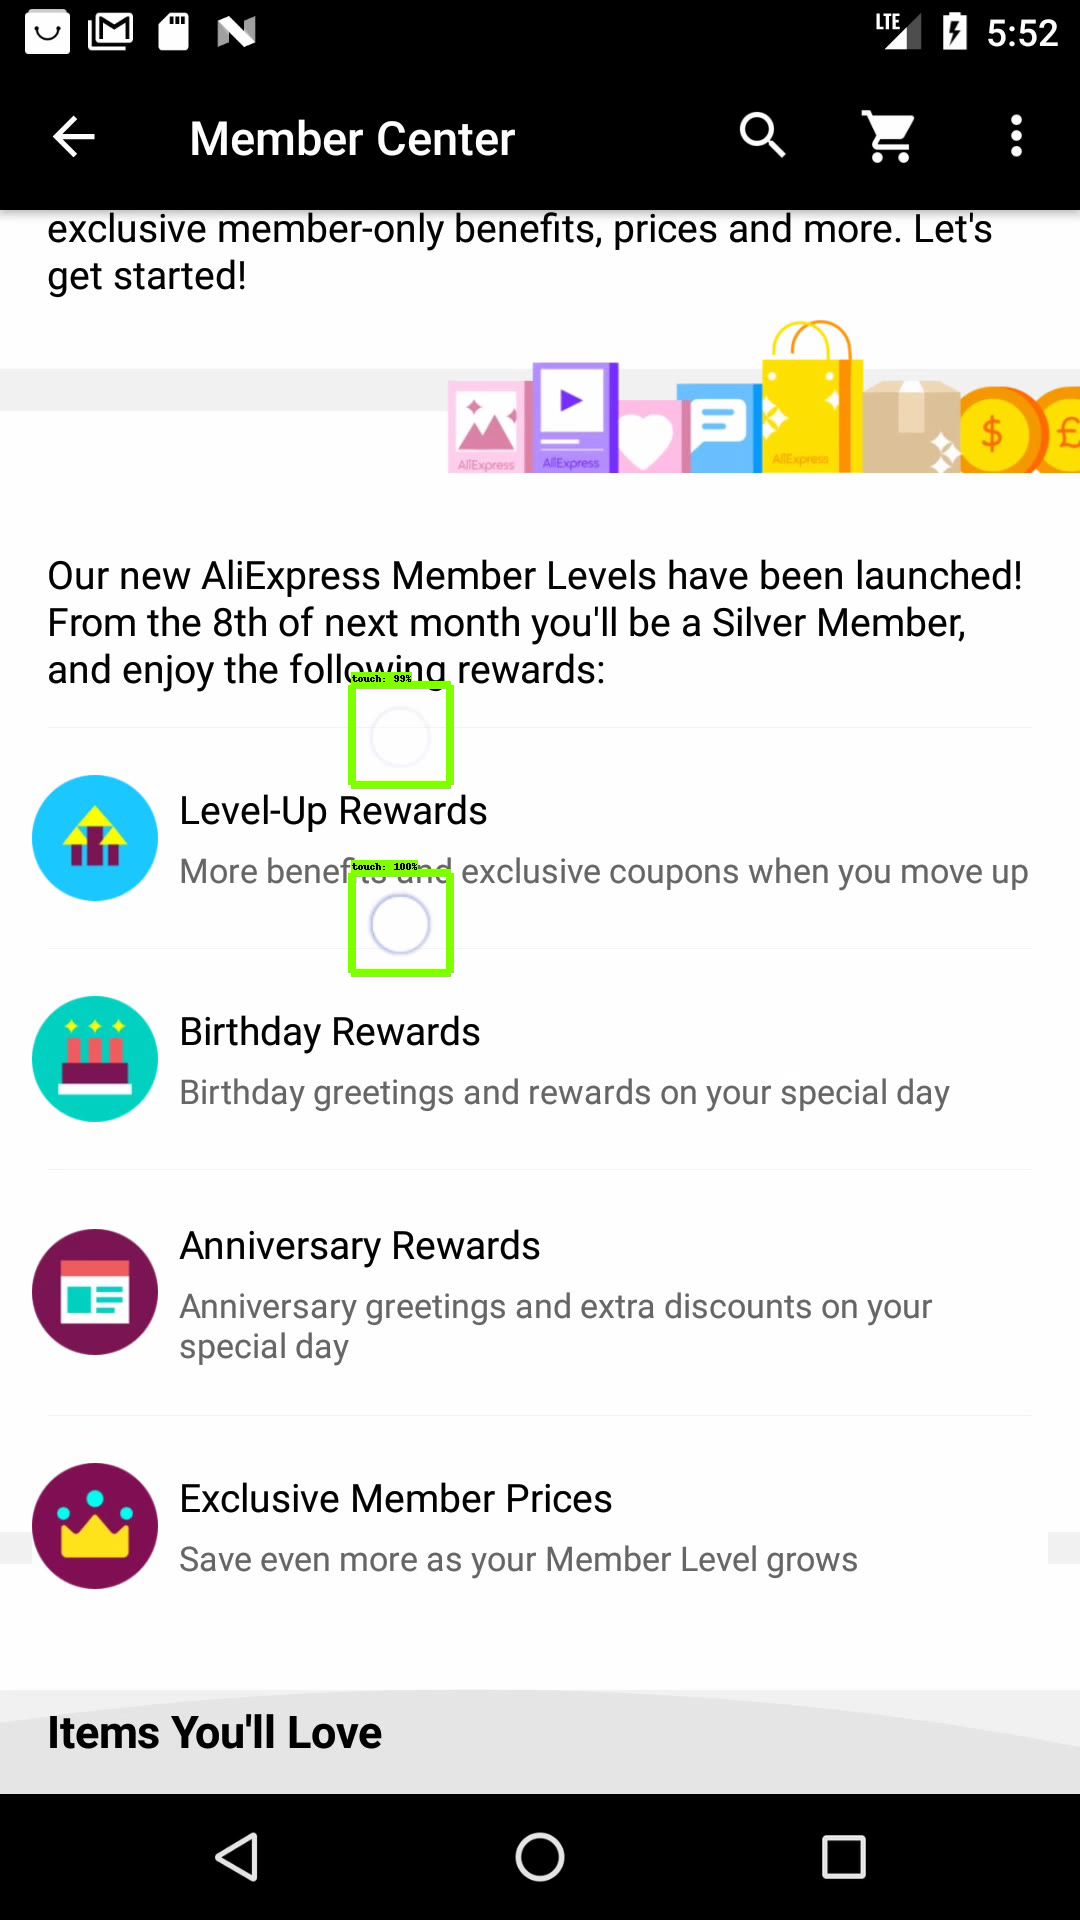 LTE 5:52
Member Center
exclusive member-only benefits, prices and more. Let's
get started!
AliExpress
AliExpress
AliExpress
$
£
Our new AliExpress Member Levels have been launched!
From the 8th of next month you'll be a Silver Member,
and enjoy the following rewards:
touch: 99%
Level-Up Rewards
More benefits and exclusive coupons when you move up
touch: 100%
Birthday Rewards
Birthday greetings and rewards on your special day
Anniversary Rewards
Anniversary greetings and extra discounts on your
special day
Exclusive Member Prices
Save even more as your Member Level grows
Items You'll Love